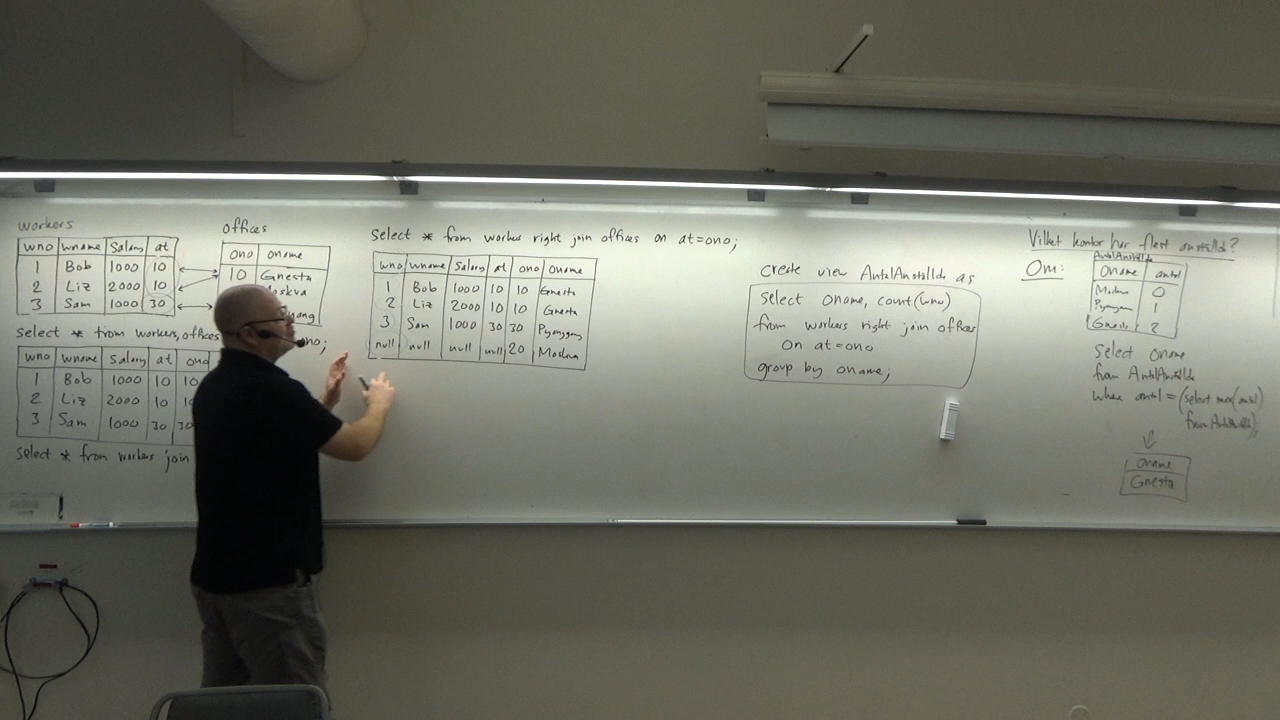 workers
wno wname Salary at
1 Bob 1000 10
2 Liz 2000 10
3 Sam 1000 30
offices
ono oname
10 Gnesta
select * from workers, offices
ono;
wno wname Salary at ono
1 Bob 1000 10 10
2 Liz 2000 10
3 Sam 1000 30 30
select * from workers join
select * from workers right join offices on at=ono;
wno wname Salary at ono oname
1 Bob 1000 10 10 Gnesta
2 Liz 2000 10 10 Gnesta
3 Sam 1000 30 30 Pyongyang
null null null null 20 Moskva
create view AntalAnställda as
select oname, count(wno)
from workers right join offices
on at=ono
group by oname;
Vilket kontor har flest anställda?
Om:
AntalAnställda
oname antal
Moskva 0
Pyongyang 1
Gnesta 2
select oname
from AntalAnställda
where antal = (select max(antal)
from AntalAnställda);
oname
Gnesta